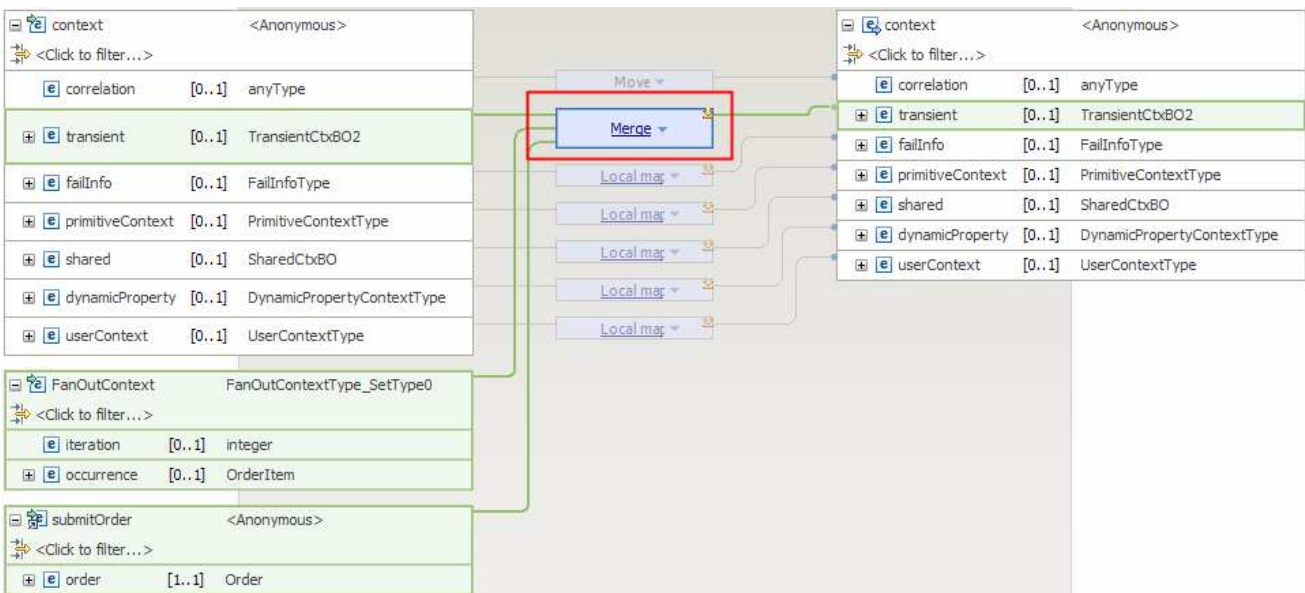 context <Anonymous>
<Click to filter...>
e correlation [0..1] anyType
e transient [0..1] TransientCtxBO2
e failInfo [0..1] FailInfoType
e primitiveContext [0..1] PrimitiveContextType
e shared [0..1] SharedCtxBO
e dynamicProperty [0..1] DynamicPropertyContextType
e userContext [0..1] UserContextType
FanOutContext FanOutContextType_SetType0
<Click to filter...>
e iteration [0..1] integer
e occurrence [0..1] OrderItem
submitOrder <Anonymous>
<Click to filter...>
e order [1..1] Order
Move
Merge
Local map
Local map
Local map
Local map
Local map
context <Anonymous>
<Click to filter...>
e correlation [0..1] anyType
e transient [0..1] TransientCtxBO2
e failInfo [0..1] FailInfoType
e primitiveContext [0..1] PrimitiveContextType
e shared [0..1] SharedCtxBO
e dynamicProperty [0..1] DynamicPropertyContextType
e userContext [0..1] UserContextType